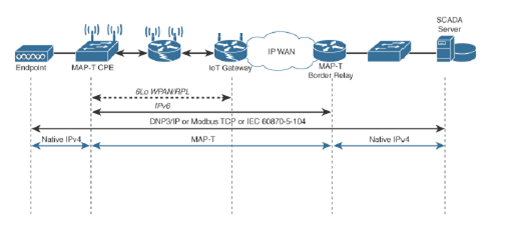 SCADA
Server
IP WAN
Endpoint
MAP-T CPE
IoT Gateway
MAP-T
Border Relay
6Lo WPAN/RPL
IPv6
DNP3/IP or Modbus TCP or IEC 60870-5-104
Native IPv4
MAP-T
Native IPv4